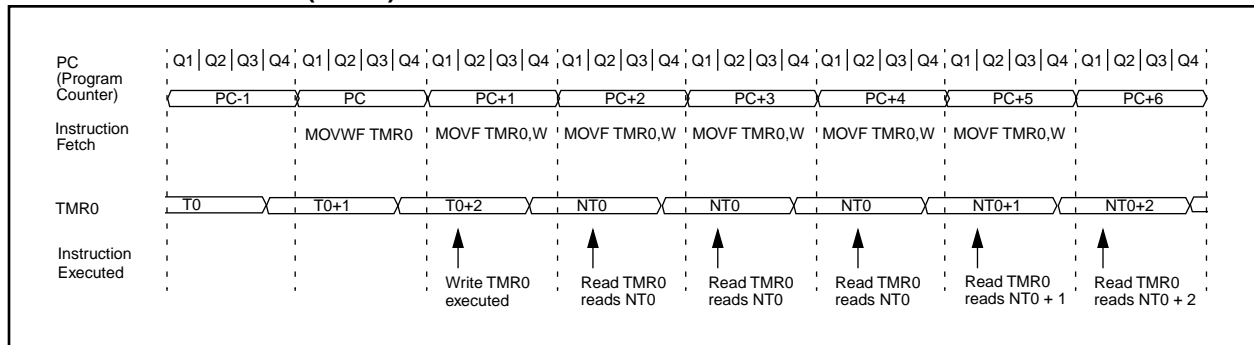 PC
(Program
Counter)
Q1 Q2 Q3 Q4 Q1 Q2 Q3 Q4 Q1 Q2 Q3 Q4 Q1 Q2 Q3 Q4 Q1 Q2 Q3 Q4 Q1 Q2 Q3 Q4 Q1 Q2 Q3 Q4 Q1 Q2 Q3 Q4
PC-1 PC PC+1 PC+2 PC+3 PC+4 PC+5 PC+6
Instruction
Fetch
MOVWF TMR0 MOVF TMR0,W MOVF TMR0,W MOVF TMR0,W MOVF TMR0,W MOVF TMR0,W
TMR0
T0 T0+1 T0+2 NT0 NT0 NT0 NT0+1 NT0+2
Instruction
Executed
Write TMR0
executed
Read TMR0
reads NT0
Read TMR0
reads NT0
Read TMR0
reads NT0
Read TMR0
reads NT0 + 1
Read TMR0
reads NT0 + 2